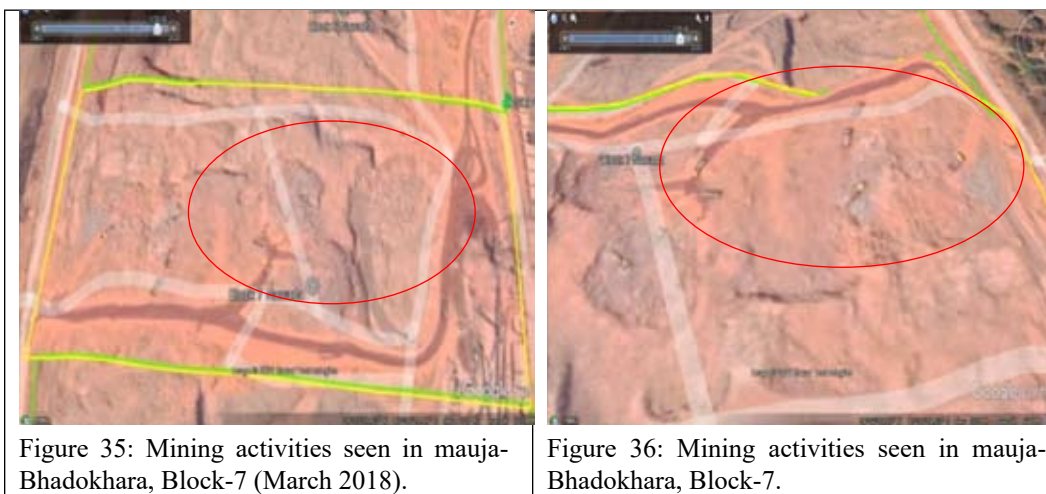 Figure 35: Mining activities seen in mauja-
Bhadokhara, Block-7 (March 2018).
Figure 36: Mining activities seen in mauja-
Bhadokhara, Block-7.